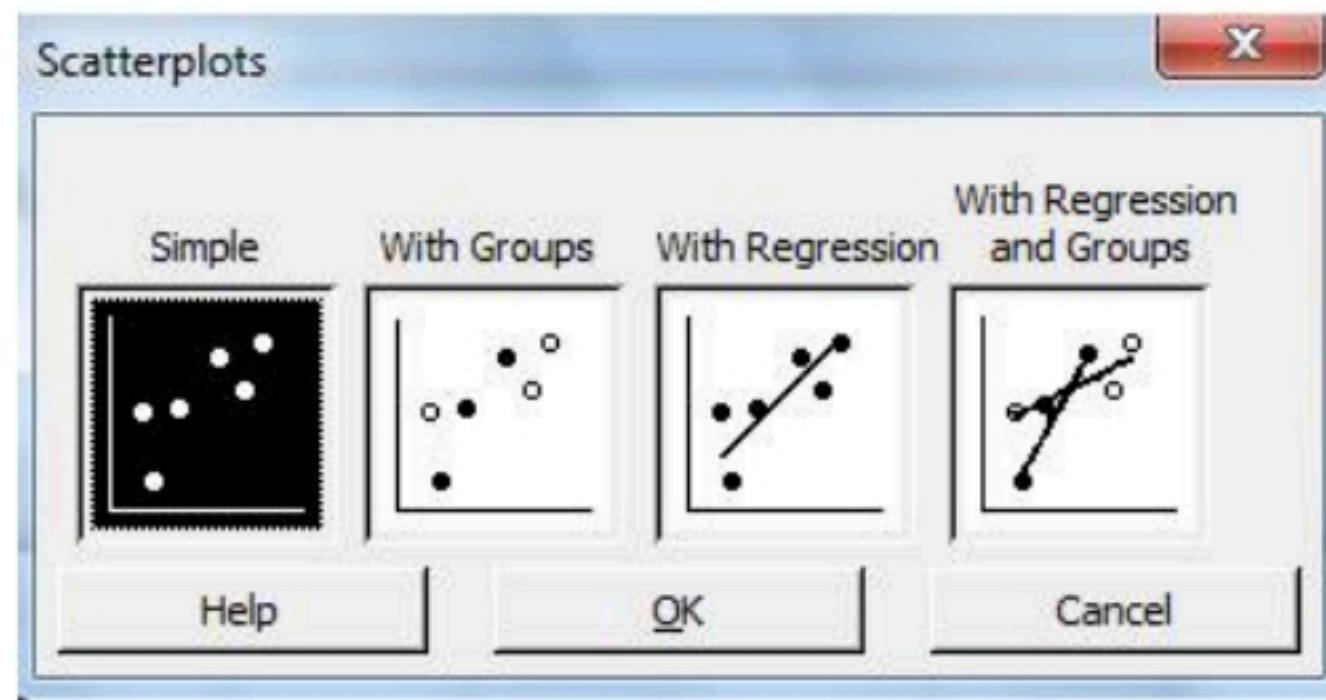 Scatterplots
Simple
With Groups
With Regression
With Regression
and Groups
Help
OK
Cancel